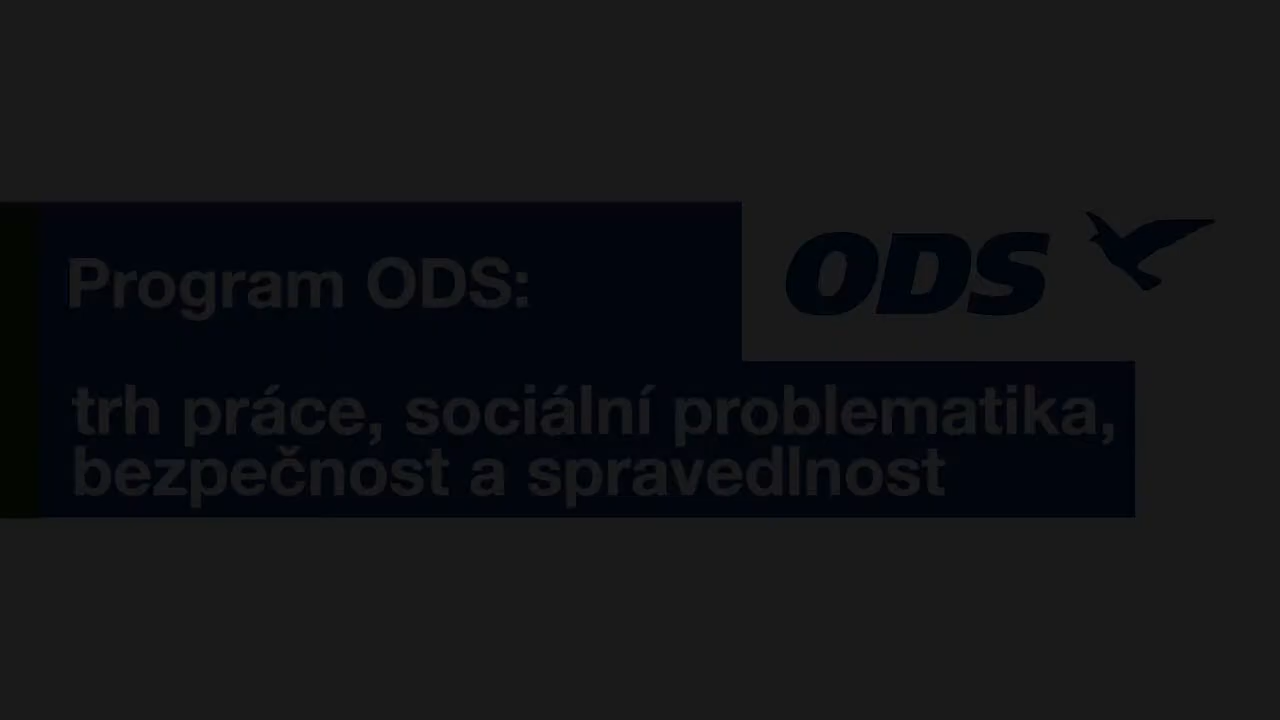 Program ODS:
ODS
trh práce, sociální problematika,
bezpečnost a spravedlnost